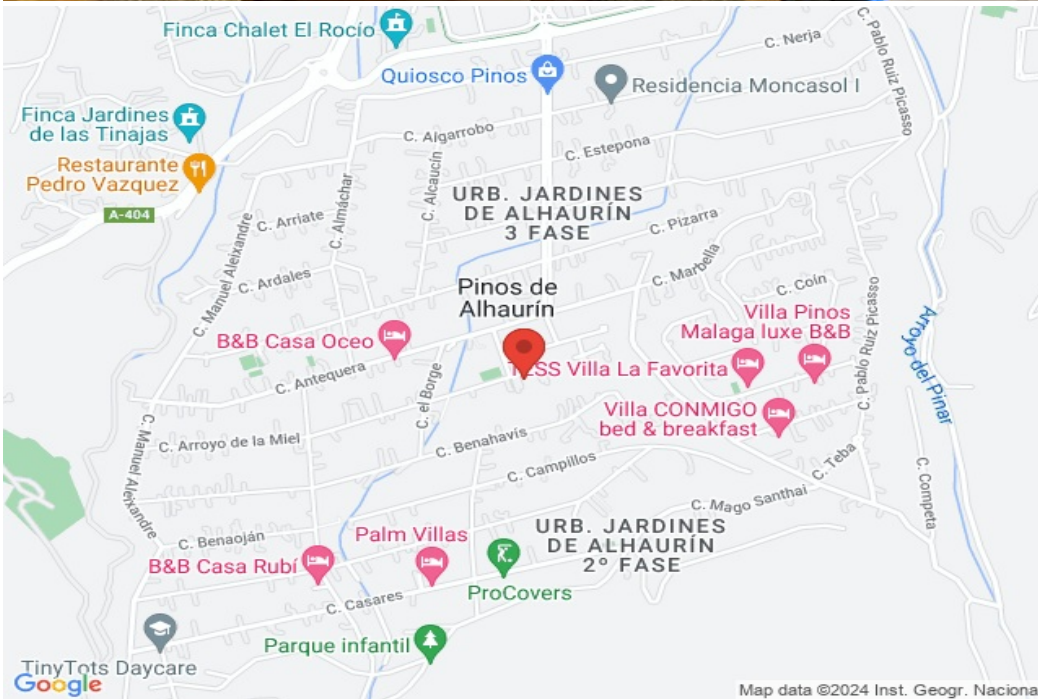 Finca Chalet El Rocío
C. Nerja
C. Pablo Ruiz Picasso
Quiosco Pinos
Residencia Moncasol I
Finca Jardines
de las Tinajas
C. Algarrobo
C. Estepona
Restaurante
Pedro Vazquez
A-404
C. Alcaucín
URB. JARDINES
DE ALHAURÍN
3 FASE
C. Almáchar
C. Arriate
C. Pizarra
C. Manuel Aleixandre
C. Ardales
C. Marbella
C. Coín
Pinos de
Alhaurín
Villa Pinos
Malaga luxe B&B
C. Pablo Ruiz Picasso
Arroyo del Pinar
B&B Casa Oceo
TESS Villa La Favorita
C. Antequera
C. el Borge
Villa CONMIGO
bed & breakfast
C. Manuel Aleixandre
C. Arroyo de la Miel
C. Benahavís
C. Campillos
C. Teba
C. Competa
C. Mago Santhai
C. Benaoján
Palm Villas
URB. JARDINES
DE ALHAURÍN
2º FASE
B&B Casa Rubí
ProCovers
C. Casares
Parque infantil
TinyTots Daycare
Google
Map data ©2024 Inst. Geogr. Naciona